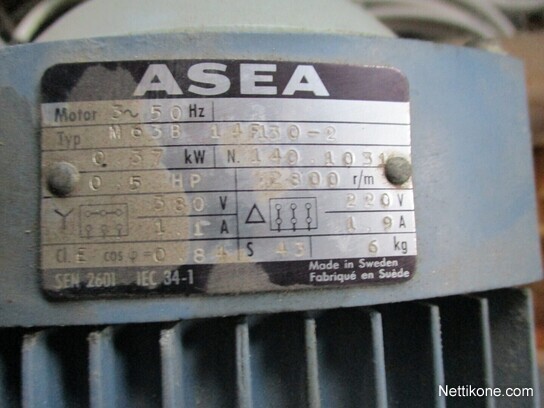 ASEA
Motor 3~ 50 Hz
Typ M63B 14F130-2
0.37 kW N. 140.1031
0.5 HP 2800 r/m
Y 380 V Δ 220 V
1.1 A 1.9 A
Cl. E cos φ=0.84 S 43 6 kg
SEN 2601 IEC 34-1 Made in Sweden
Fabriqué en Suède
Nettikone.com